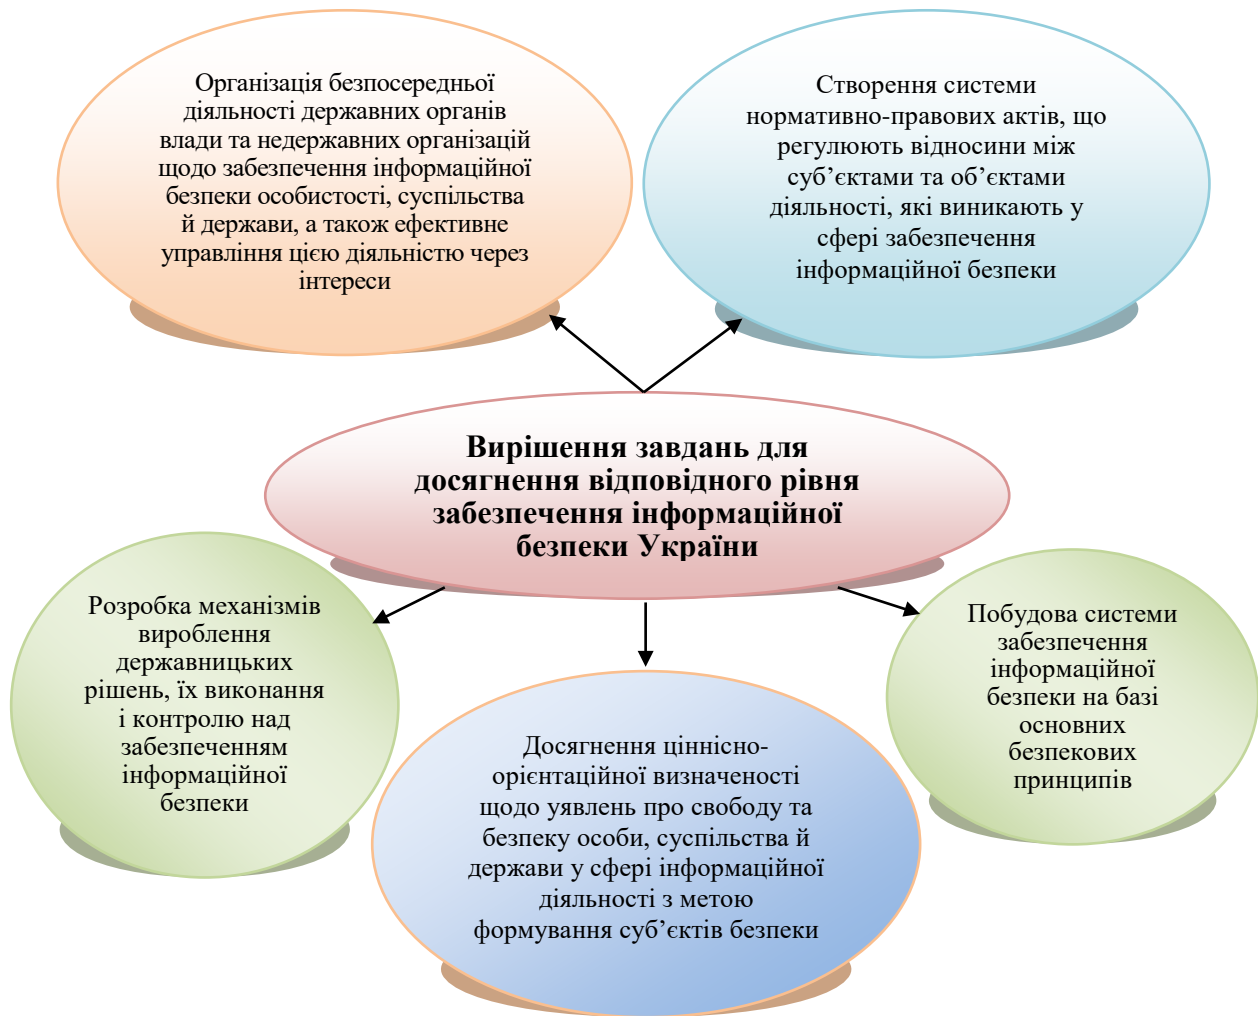 Організація безпосередньої
діяльності державних органів
влади та недержавних організацій
щодо забезпечення інформаційної
безпеки особистості, суспільства
й держави, а також ефективне
управління цією діяльністю через
інтереси
Створення системи
нормативно-правових актів, що
регулюють відносини між
суб’єктами та об’єктами
діяльності, які виникають у
сфері забезпечення
інформаційної безпеки
Вирішення завдань для
досягнення відповідного рівня
забезпечення інформаційної
безпеки України
Розробка механізмів
вироблення
державницьких
рішень, їх виконання
і контролю над
забезпеченням
інформаційної
безпеки
Досягнення ціннісно-
орієнтаційної визначеності
щодо уявлень про свободу та
безпеку особи, суспільства й
держави у сфері інформаційної
діяльності з метою
формування суб’єктів безпеки
Побудова системи
забезпечення
інформаційної
безпеки на базі
основних
безпекових
принципів